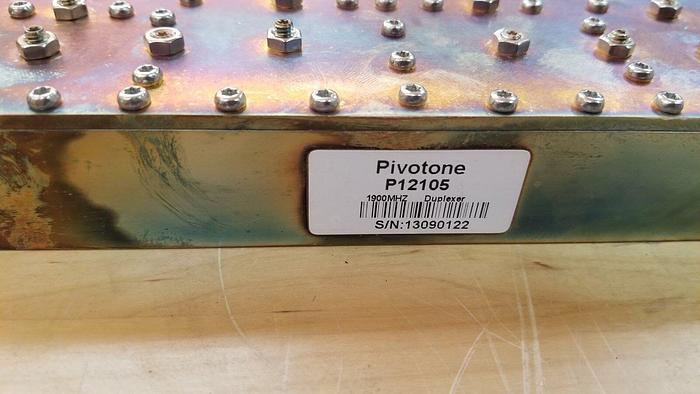 Pivotone
P12105
1900MHZ Duplexer
S/N:13090122